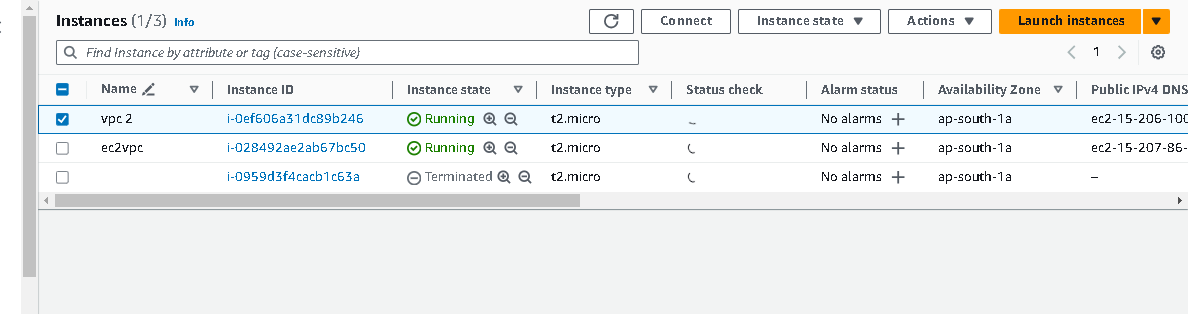 Instances (1/3) Info Connect Instance state Actions Launch instances
Find Instance by attribute or tag (case-sensitive) 1
Name Instance ID Instance state Instance type Status check Alarm status Availability Zone Public IPv4 DNS
vpc 2 i-0ef606a31dc89b246 Running t2.micro No alarms ap-south-1a ec2-15-206-100
ec2vpc i-028492ae2ab67bc50 Running t2.micro No alarms ap-south-1a ec2-15-207-86-
i-0959d3f4cacb1c63a Terminated t2.micro No alarms ap-south-1a –